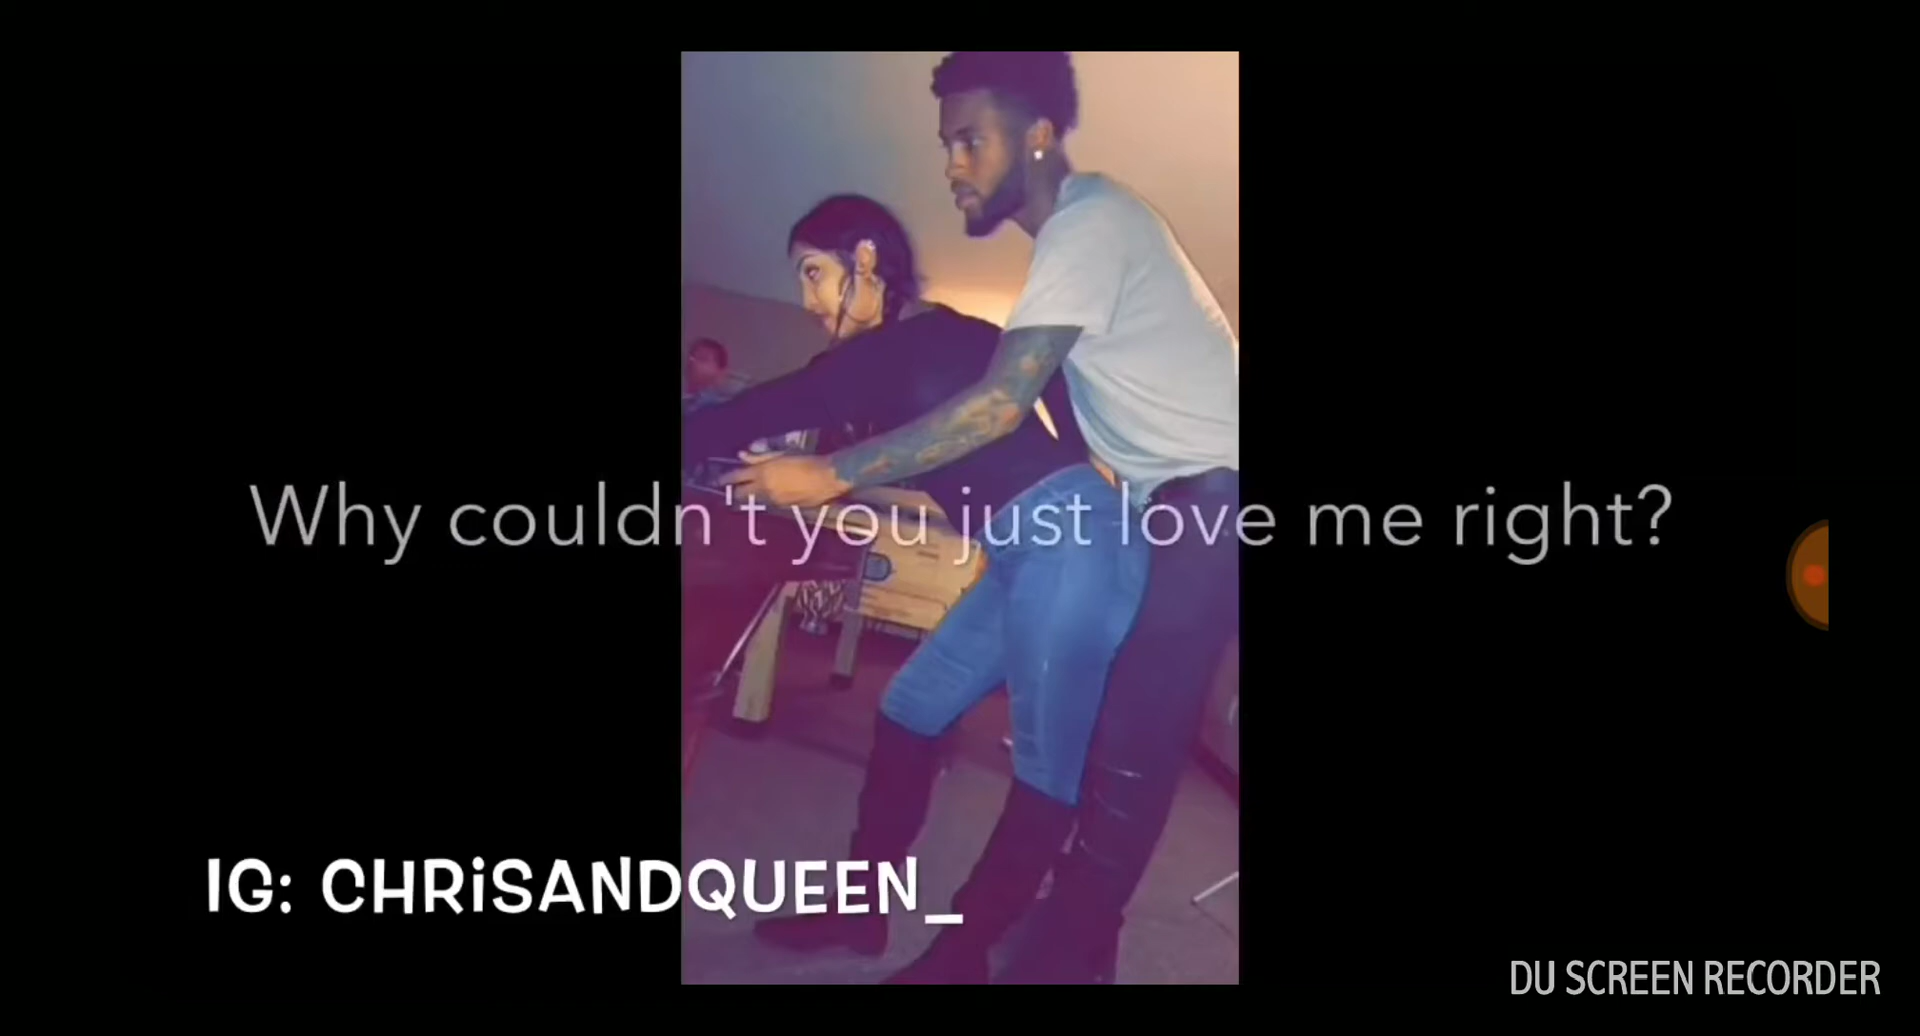 Why couldn't you just love me right?
IG: CHRiSANDQUEEN_
DU SCREEN RECORDER